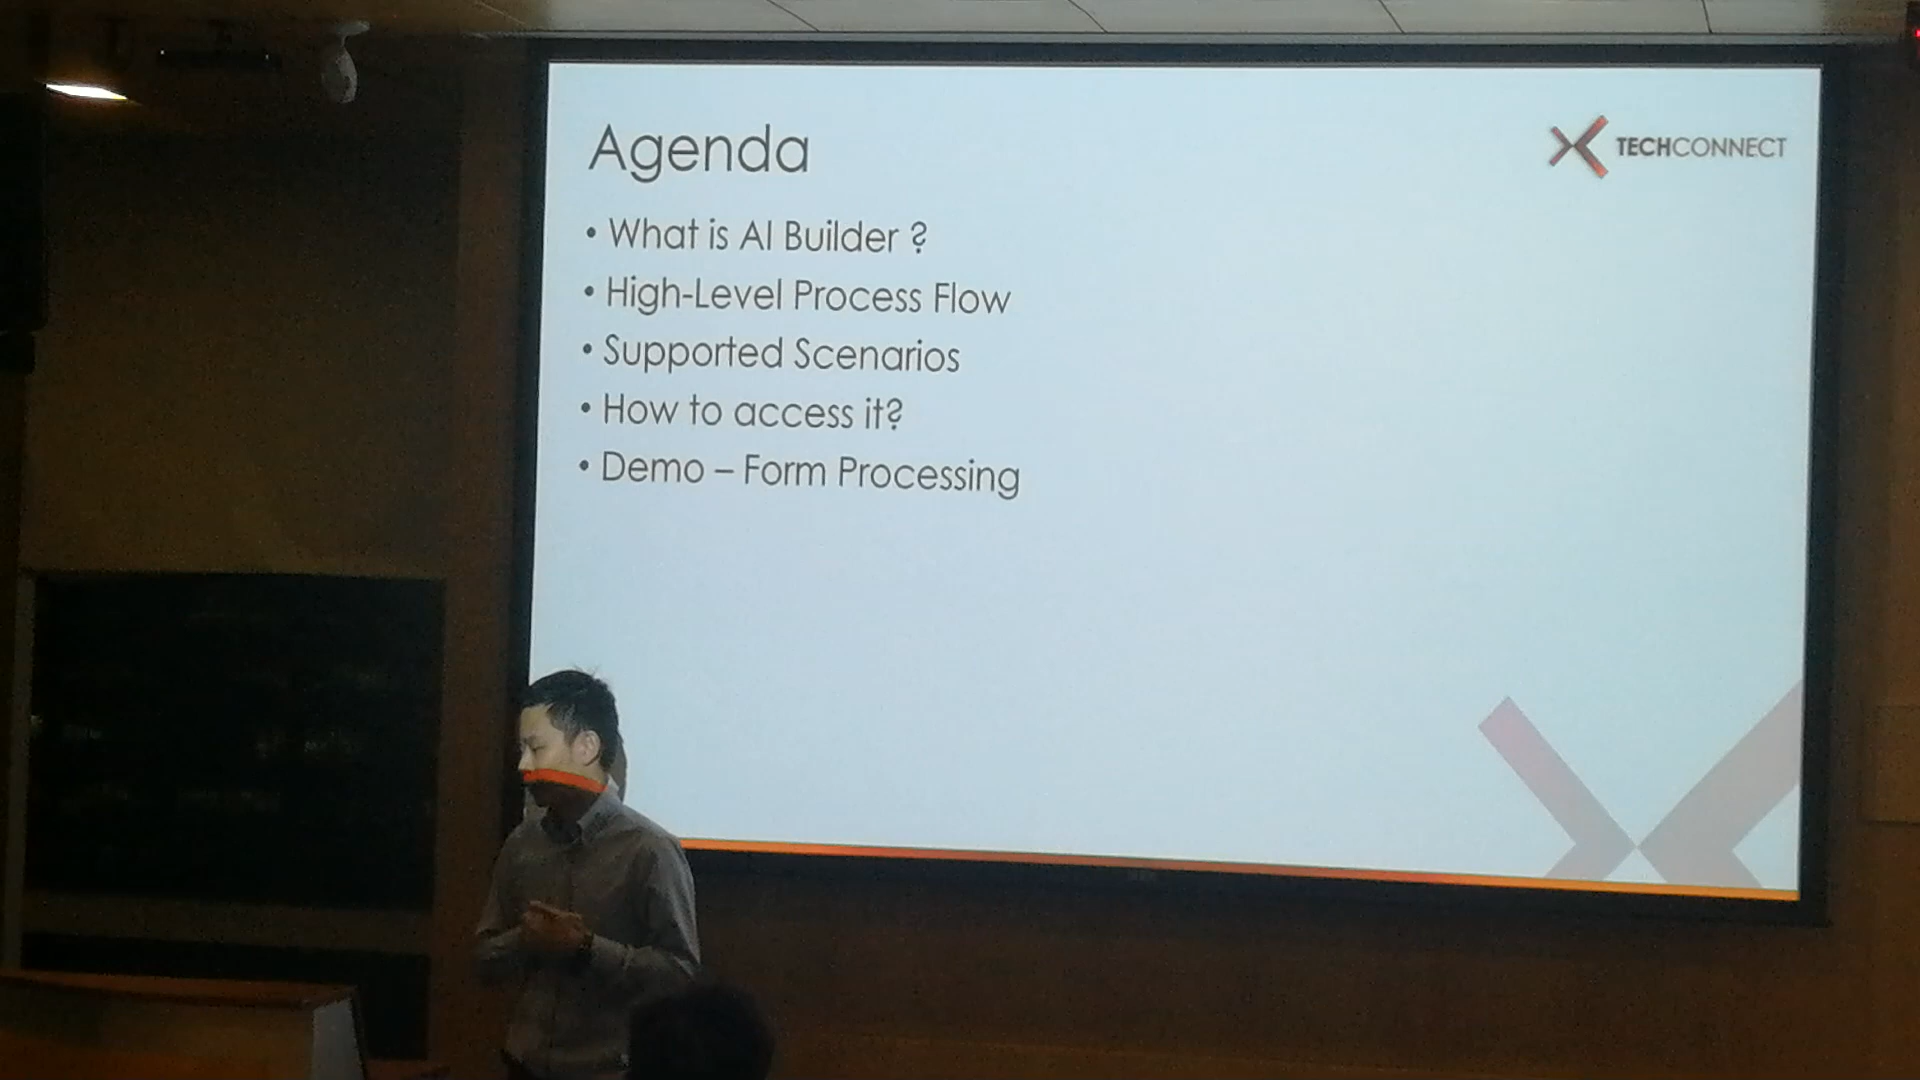 Agenda
TECHCONNECT
• What is AI Builder ?
• High-Level Process Flow
• Supported Scenarios
• How to access it?
• Demo – Form Processing